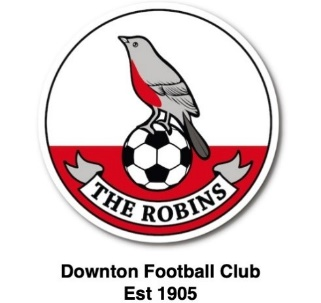 THE ROBINS
Downton Football Club
Est 1905